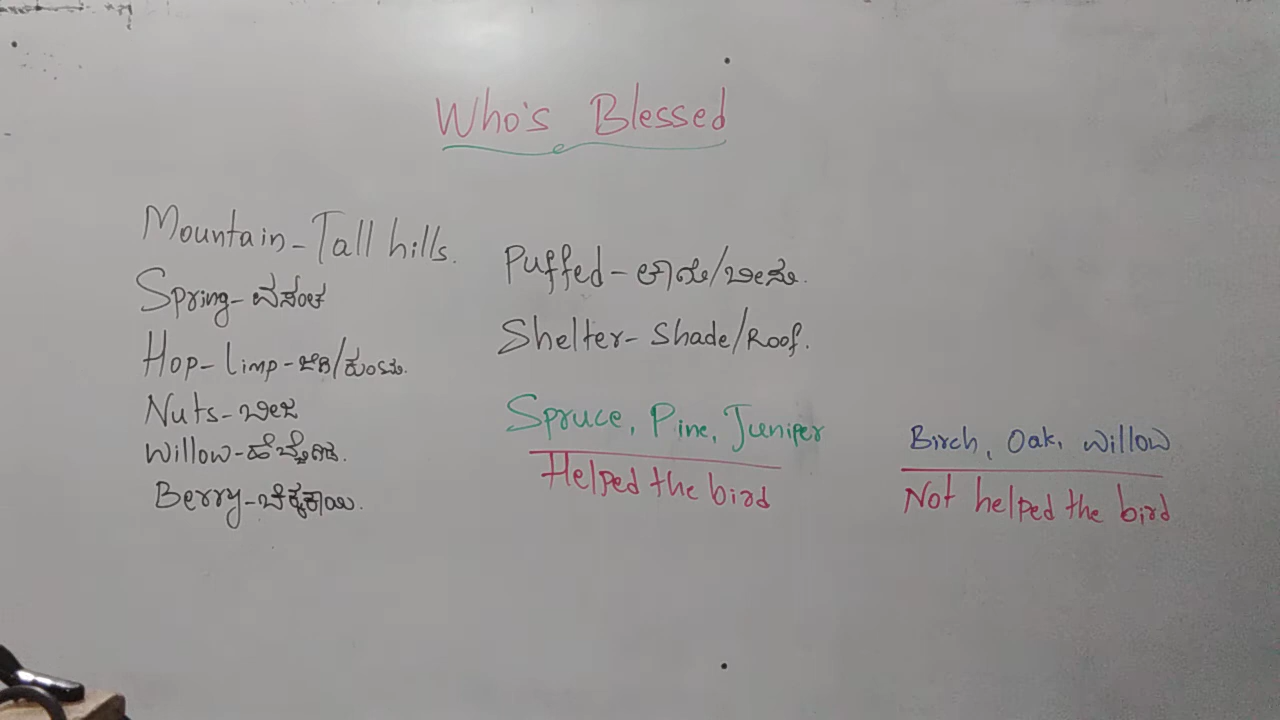 Who's Blessed
Mountain - Tall hills.
Spring - ವಸಂತ
Hop - limp -
Nuts - ಬೀಜ
Willow -
Berry -
Puffed - /ಬೀಸು.
Shelter - Shade/Roof.
Spruce, Pine, Juniper
Helped the bird
Birch, Oak, Willow
Not helped the bird